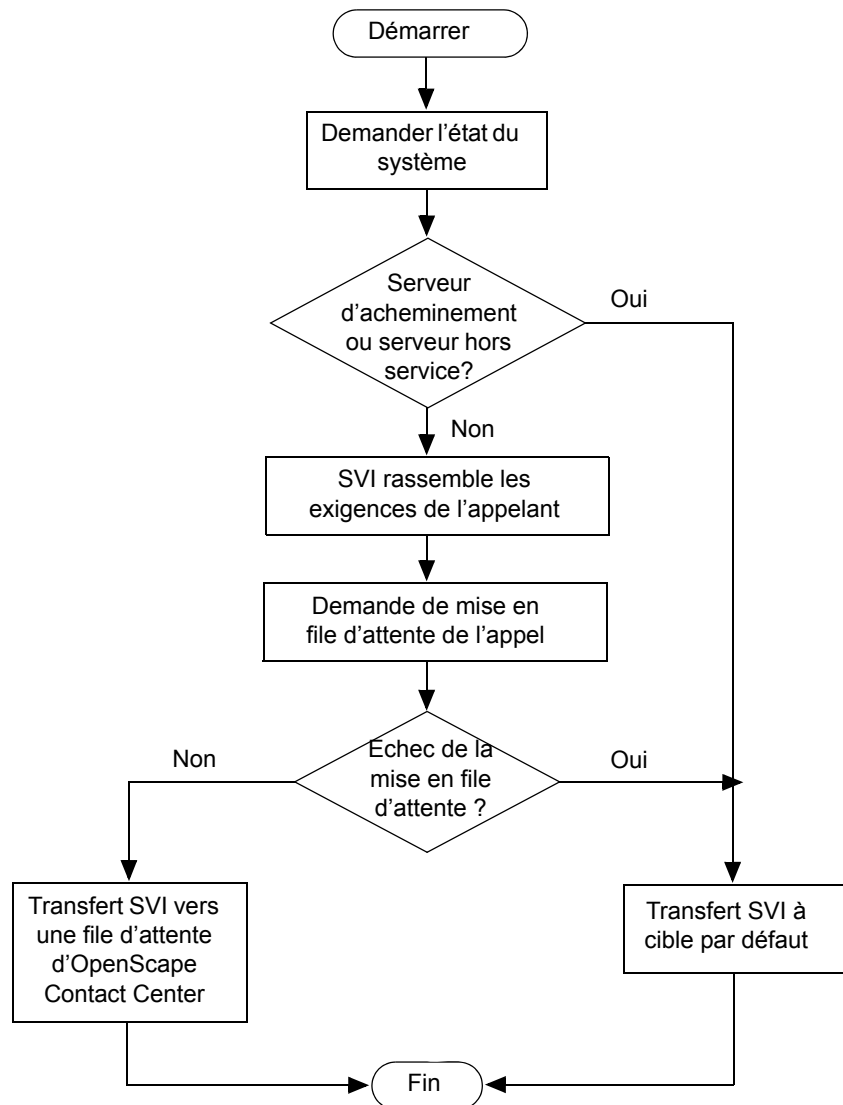 Démarrer
Demander l'état du
système
Serveur
d'acheminement
ou serveur hors
service?
Oui
Non
SVI rassemble les
exigences de l'appelant
Demande de mise en
file d'attente de l'appel
Echec de la
mise en file
d'attente ?
Non
Oui
Transfert SVI vers
une file d'attente
d'OpenScape
Contact Center
Transfert SVI à
cible par défaut
Fin